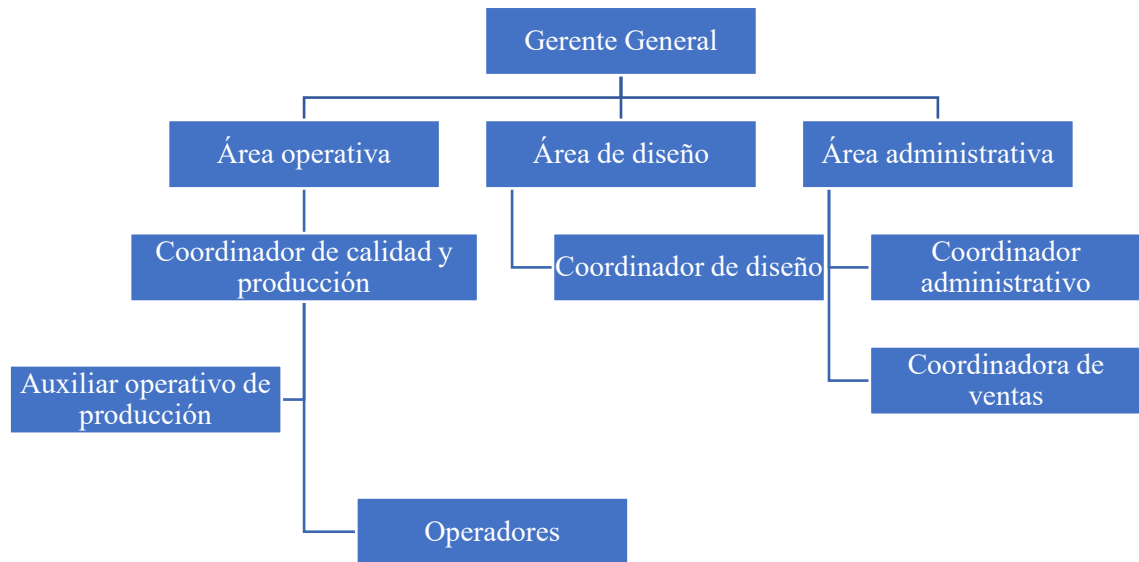 Gerente General
Área operativa
Área de diseño
Área administrativa
Coordinador de calidad y
producción
Coordinador de diseño
Coordinador
administrativo
Auxiliar operativo de
producción
Coordinadora de
ventas
Operadores